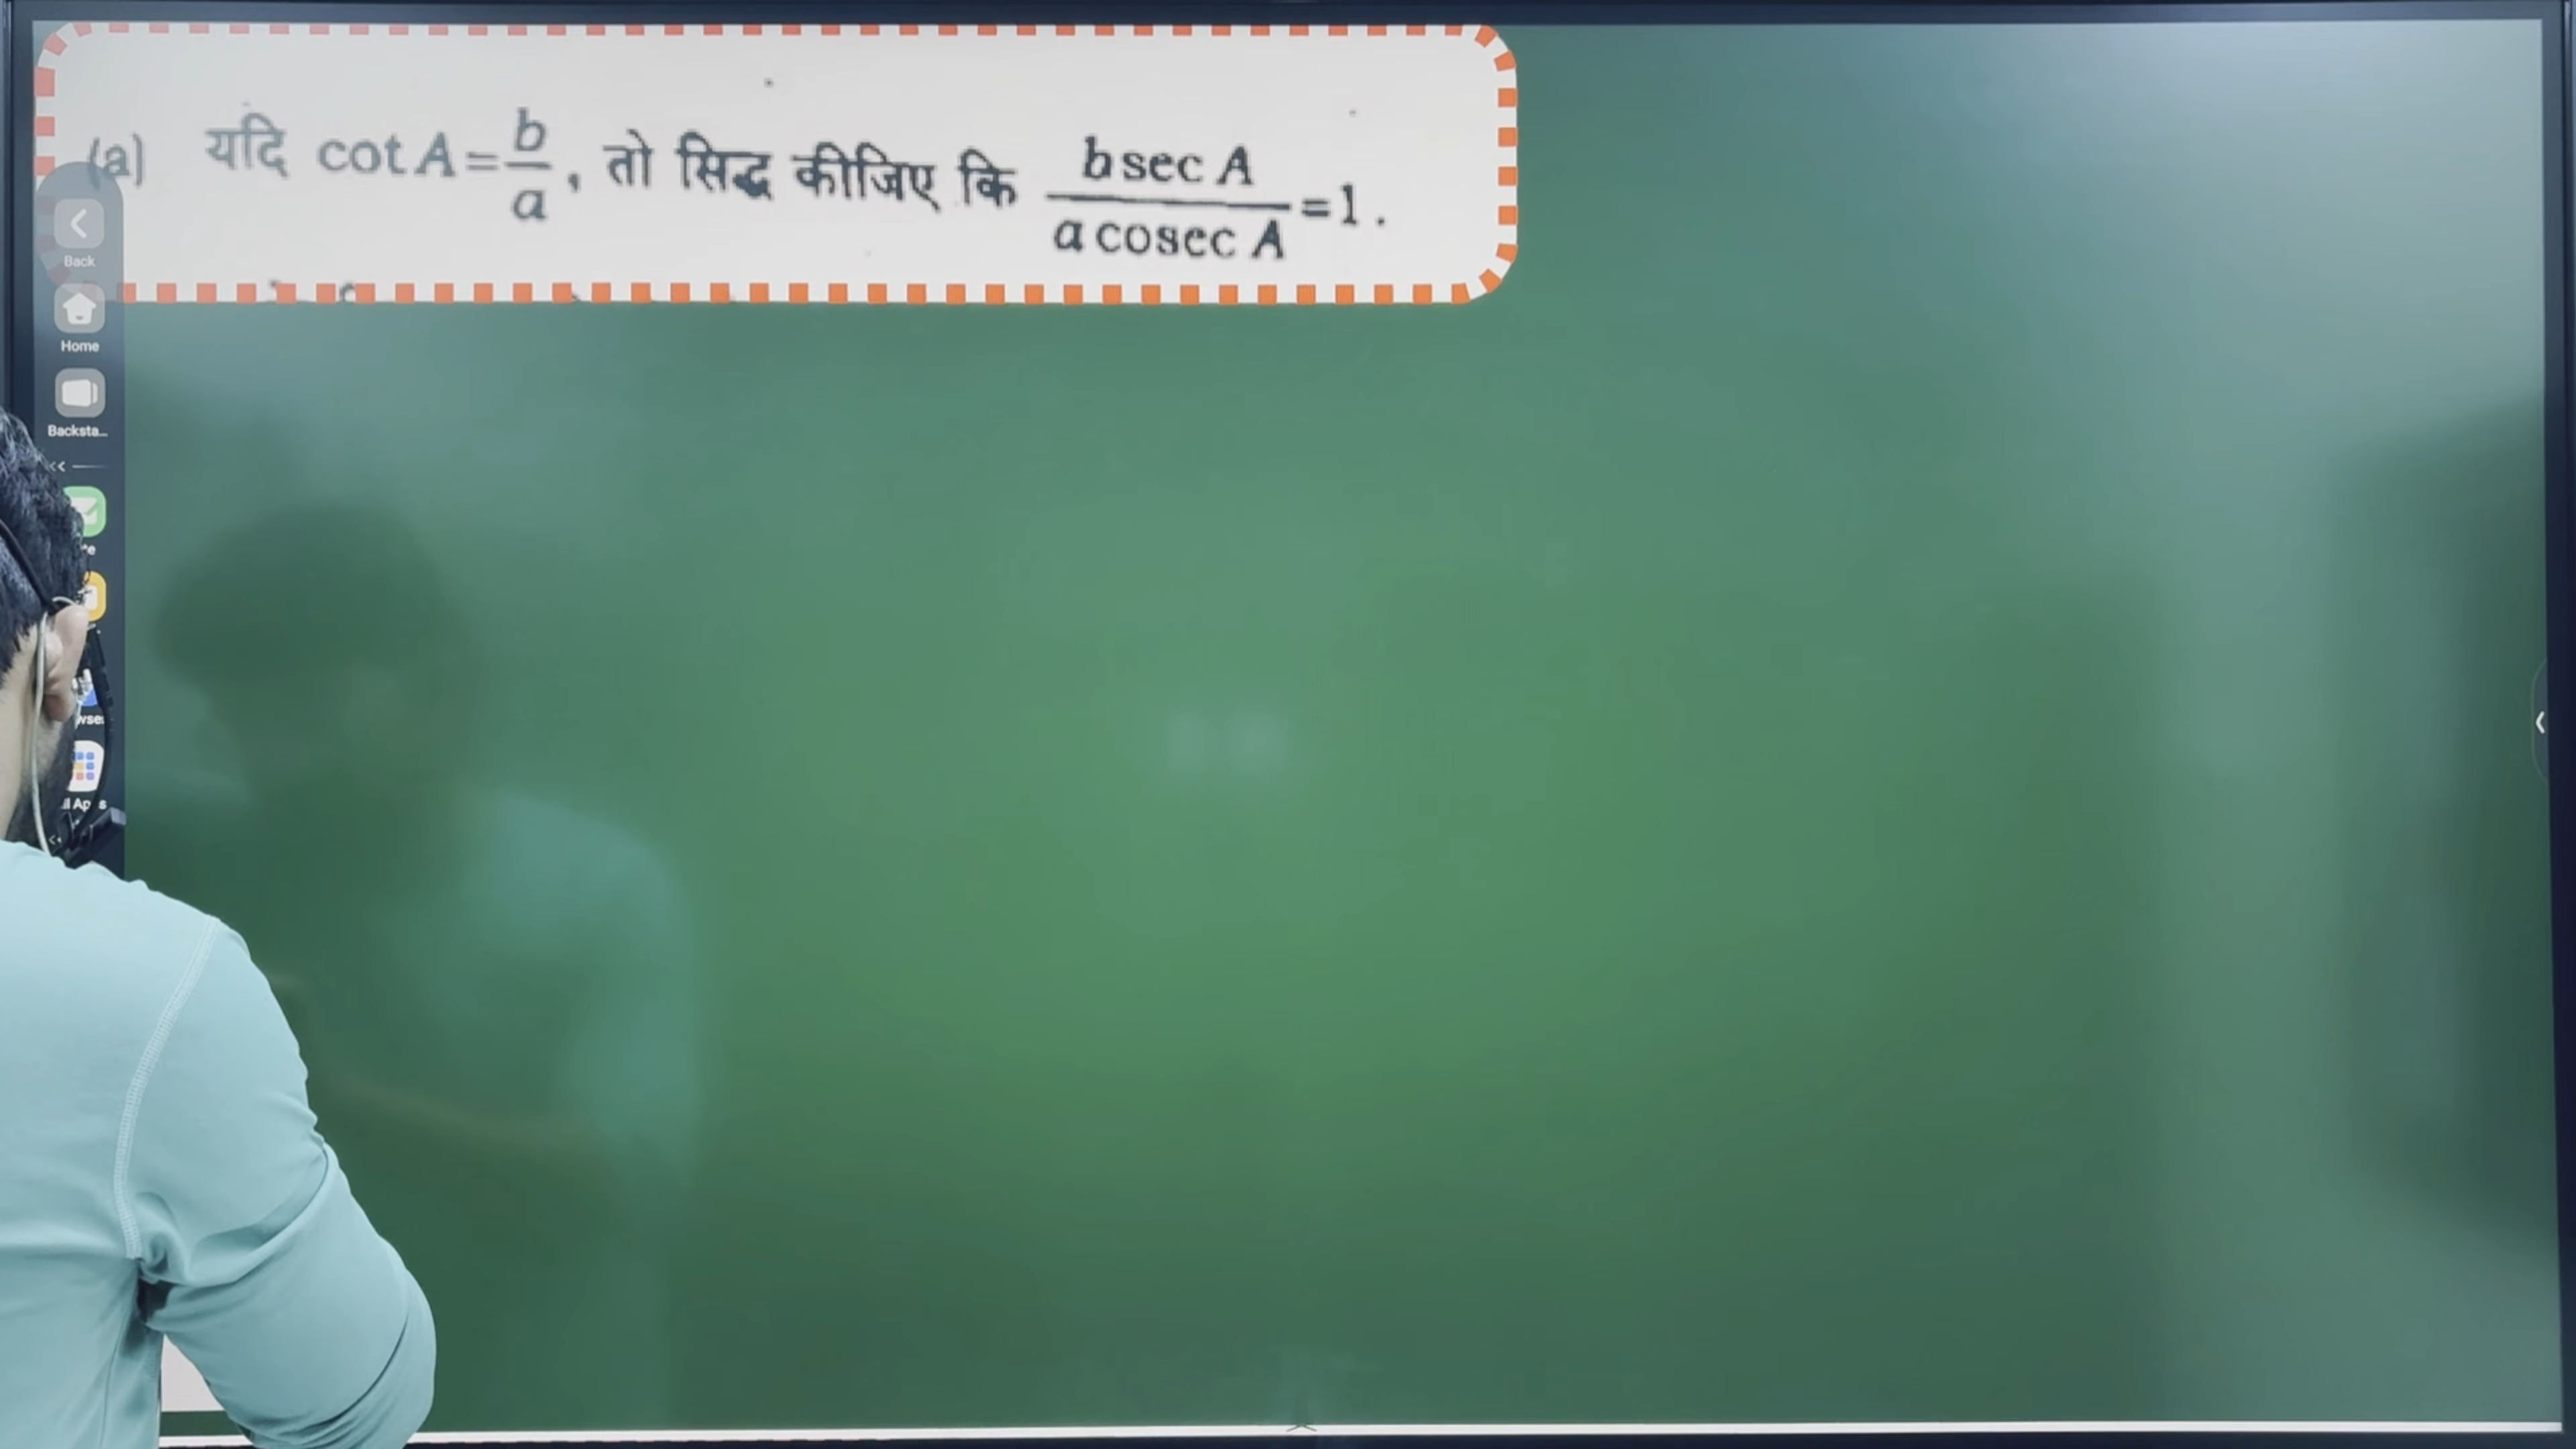 (a) यदि cot A = b/a, तो सिद्ध कीजिए कि b sec A / a cosec A = 1.
Back
Home
Backsta...